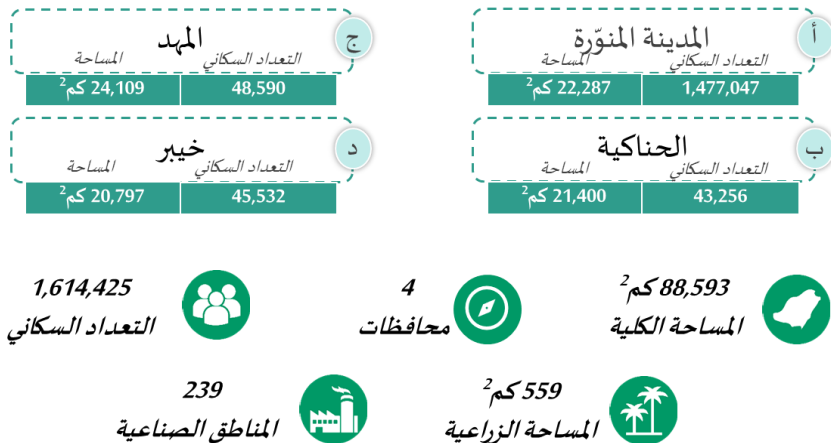 أ
المدينة المنوّرة
التعداد السكاني المساحة
1,477,047 22,287 كم²
ج
المهد
التعداد السكاني المساحة
48,590 24,109 كم²
ب
الحناكية
التعداد السكاني المساحة
43,256 21,400 كم²
د
خيبر
التعداد السكاني المساحة
45,532 20,797 كم²
88,593 كم²
المساحة الكلية
4
محافظات
1,614,425
التعداد السكاني
559 كم²
المساحة الزراعية
239
المناطق الصناعية